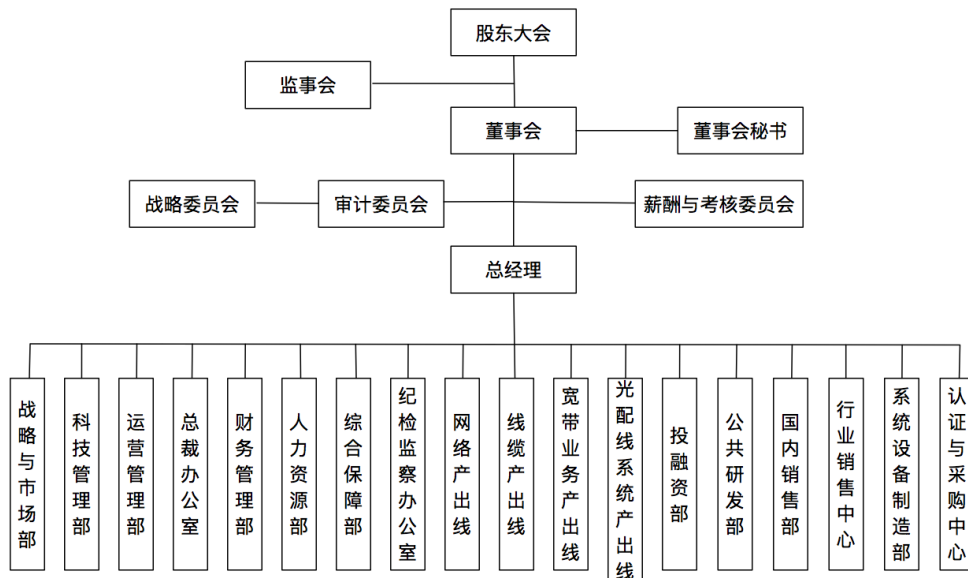 股东大会
监事会
董事会
董事会秘书
战略委员会
审计委员会
薪酬与考核委员会
总经理
战略与市场部
科技管理部
运营管理部
总裁办公室
财务管理部
人力资源部
综合保障部
纪检监察办公室
网络产出线
线缆产出线
宽带业务产出线
光配线系统产出线
投融资部
公共研发部
国内销售部
行业销售中心
系统设备制造部
认证与采购中心